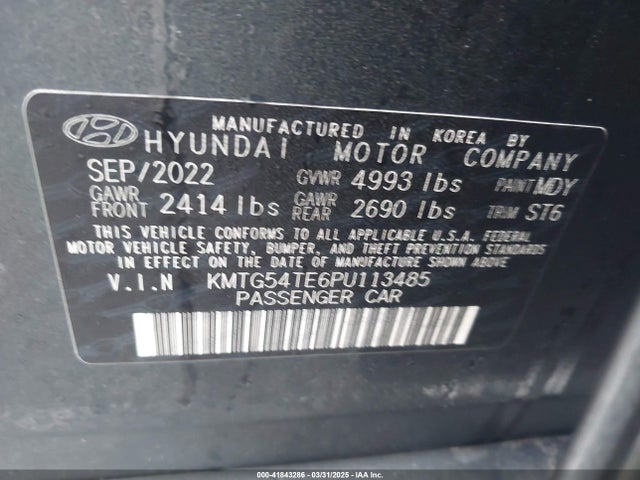 MANUFACTURED IN KOREA BY
HYUNDAI MOTOR COMPANY
SEP/2022 GVWR 4993 lbs PAINT MDY
GAWR FRONT 2414 lbs GAWR REAR 2690 lbs TRIM ST6
THIS VEHICLE CONFORMS TO ALL APPLICABLE U.S.A. FEDERAL
MOTOR VEHICLE SAFETY, BUMPER, AND THEFT PREVENTION STANDARDS
IN EFFECT ON THE DATE OF MANUFACTURE SHOWN ABOVE.
V.I.N KMTG54TE6PU113485
PASSENGER CAR
000-41843286 - 03/31/2025 - IAA Inc.